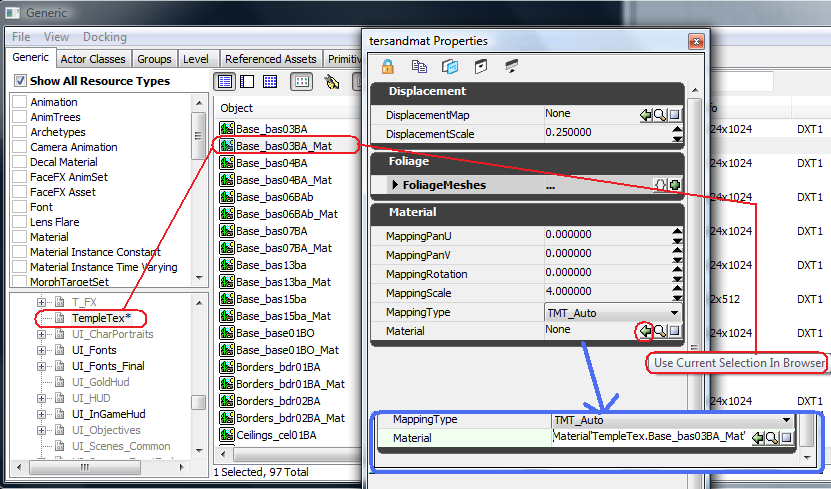 Generic
File View Docking
Generic Actor Classes Groups Level Referenced Assets Primitiv
Show All Resource Types
Animation
AnimTrees
Archetypes
Camera Animation
Decal Material
FaceFX AnimSet
FaceFX Asset
Font
Lens Flare
Material
Material Instance Constant
Material Instance Time Varying
MorphTargetSet
T_FX
TempleTex*
UI_CharPortraits
UI_Fonts
UI_Fonts_Final
UI_GoldHud
UI_HUD
UI_InGameHud
UI_Objectives
UI_Scenes_Common
Object
Base_bas03BA
Base_bas03BA_Mat
Base_bas04BA
Base_bas04BA_Mat
Base_bas06BAb
Base_bas06BAb_Mat
Base_bas07BA
Base_bas07BA_Mat
Base_bas13ba
Base_bas13ba_Mat
Base_bas15ba
Base_bas15ba_Mat
Base_base01BO
Base_base01BO_Mat
Borders_bdr01BA
Borders_bdr01BA_Mat
Borders_bdr02BA
Borders_bdr02BA_Mat
Ceilings_cel01BA
1 Selected, 97 Total
tersandmat Properties
Displacement
DisplacementMap None
DisplacementScale 0.250000
Foliage
FoliageMeshes ...
Material
MappingPanU 0.000000
MappingPanV 0.000000
MappingRotation 0.000000
MappingScale 4.000000
MappingType TMT_Auto
Material None
Use Current Selection In Browser
MappingType TMT_Auto
Material Material'TempleTex.Base_bas03BA_Mat'
fo
24x1024 DXT1
24x1024 DXT1
24x1024 DXT1
24x1024 DXT1
24x1024 DXT1
2x512 DXT1
24x1024 DXT1
24x1024 DXT1
24x1024 DXT1